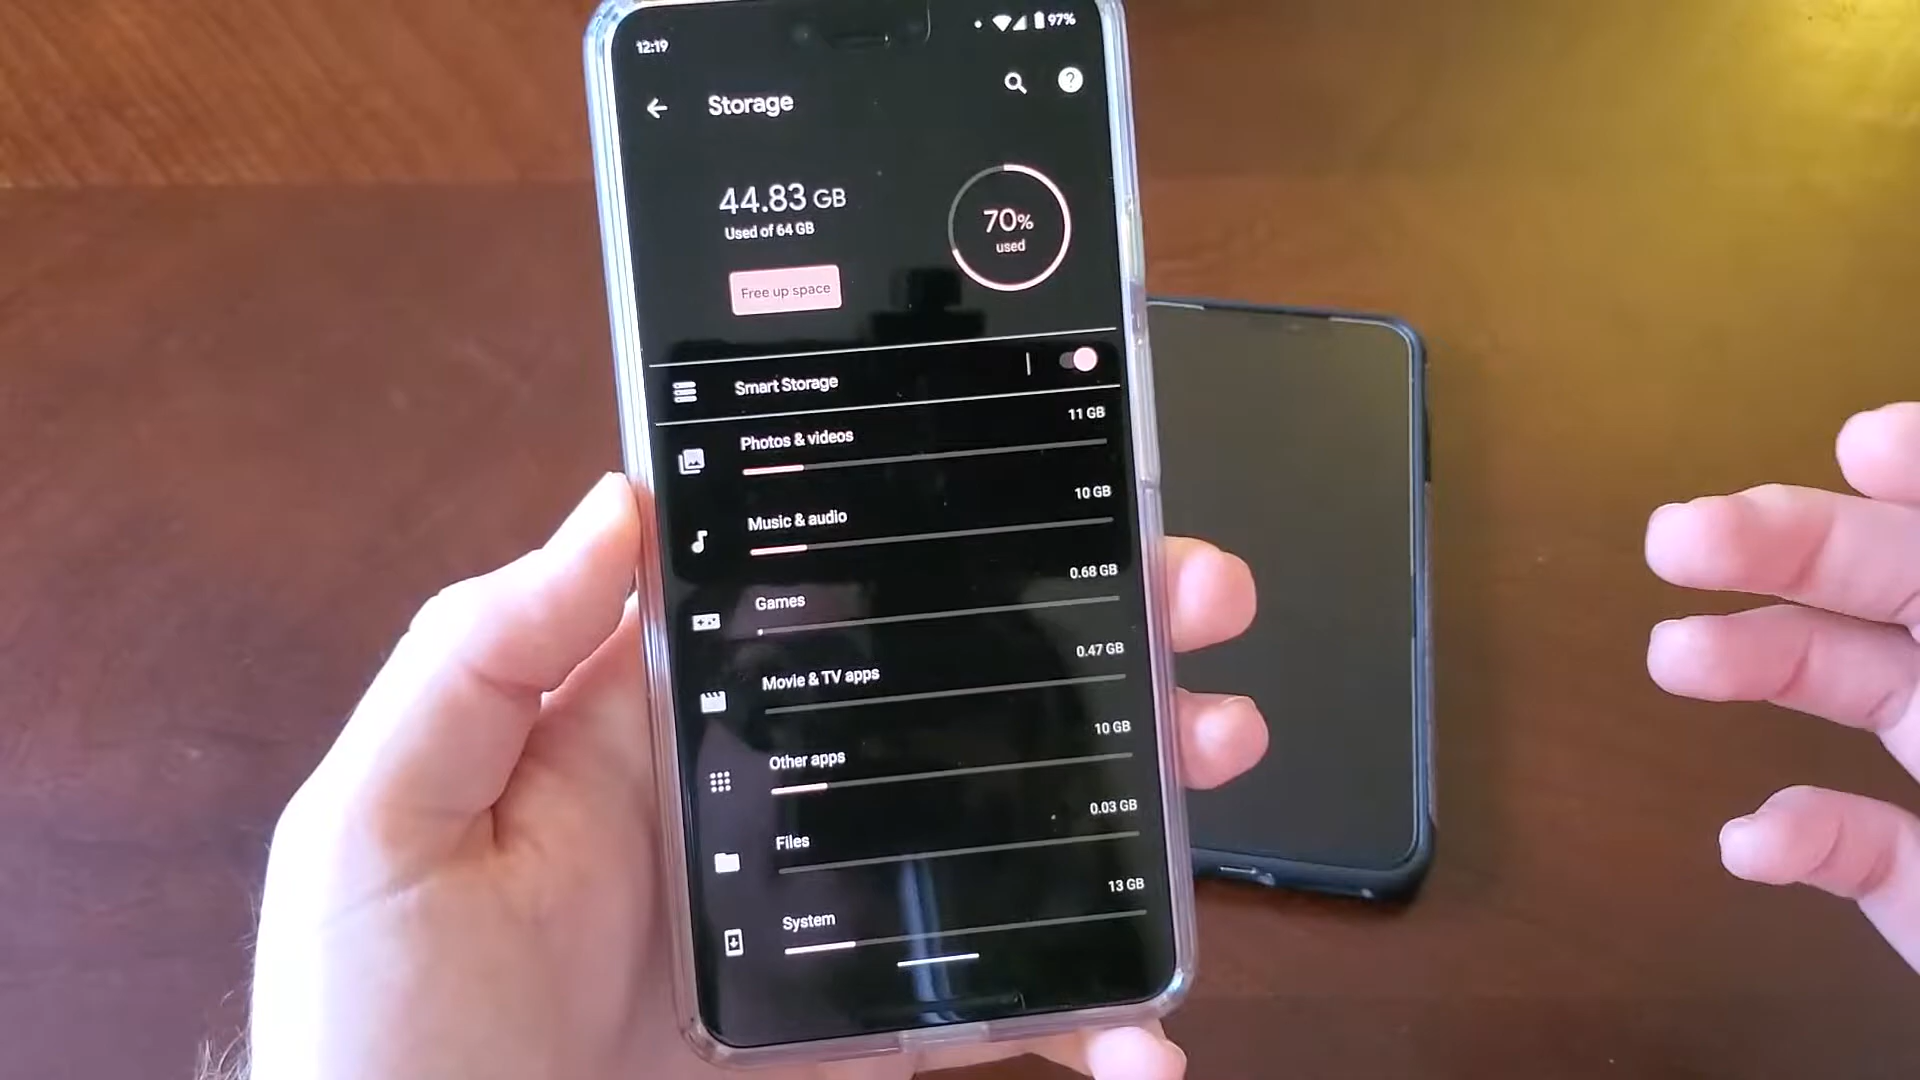 12:19
97%
Storage
44.83 GB
Used of 64 GB
70%
used
Free up space
Smart Storage
11 GB
Photos & videos
10 GB
Music & audio
0.68 GB
Games
0.47 GB
Movie & TV apps
10 GB
Other apps
0.03 GB
Files
13 GB
System